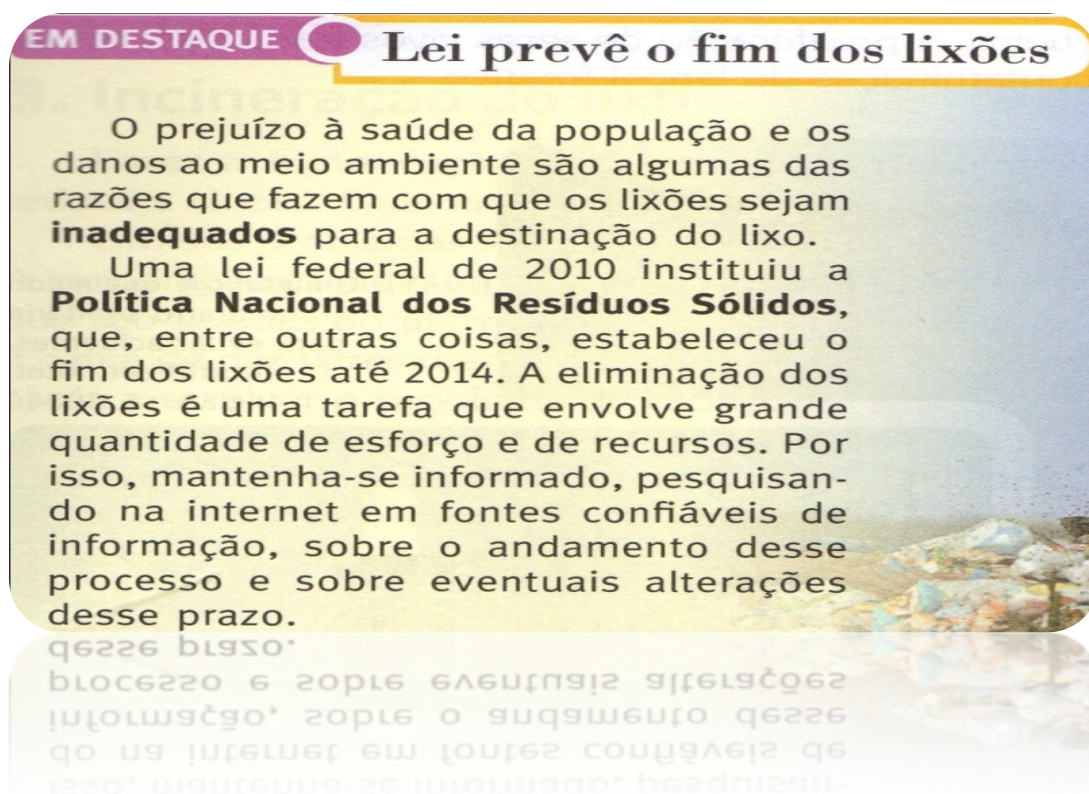 EM DESTAQUE
Lei prevê o fim dos lixões
O prejuízo à saúde da população e os
danos ao meio ambiente são algumas das
razões que fazem com que os lixões sejam
inadequados para a destinação do lixo.
Uma lei federal de 2010 instituiu a
Política Nacional dos Resíduos Sólidos,
que, entre outras coisas, estabeleceu o
fim dos lixões até 2014. A eliminação dos
lixões é uma tarefa que envolve grande
quantidade de esforço e de recursos. Por
isso, mantenha-se informado, pesquisan-
do na internet em fontes confiáveis de
informação, sobre o andamento desse
processo e sobre eventuais alterações
desse prazo.